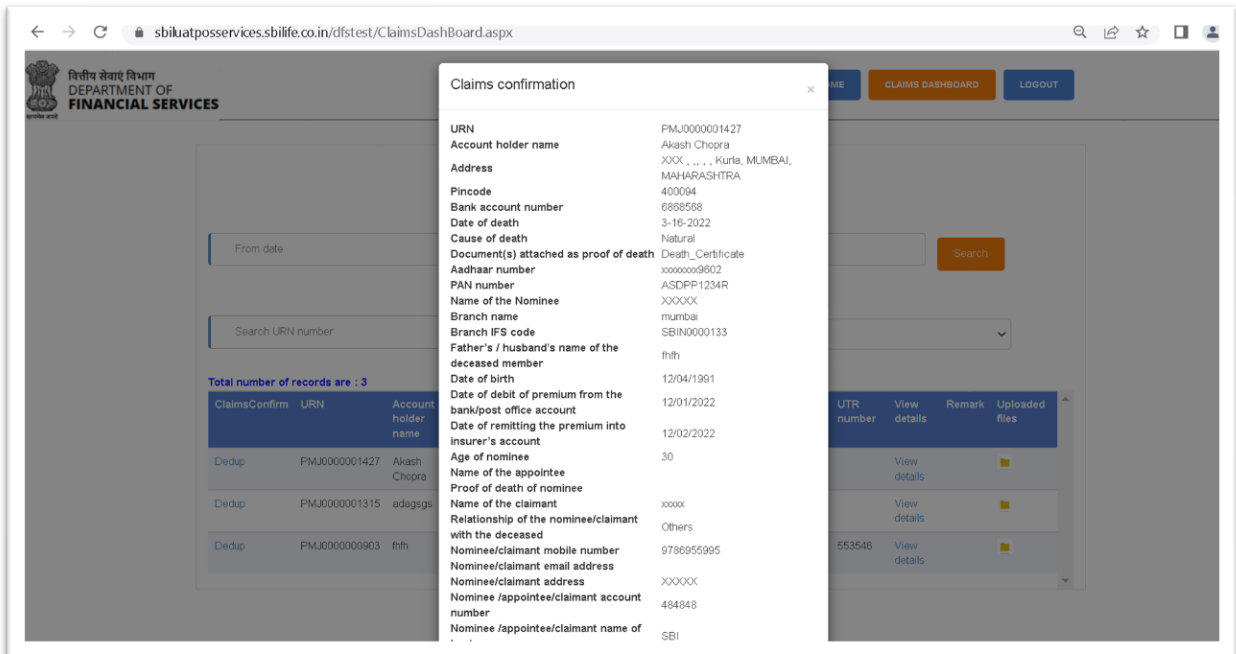 sbiluatposservices.sbilife.co.in/dfstest/ClaimsDashBoard.aspx
वित्तीय सेवाएं विभाग
DEPARTMENT OF
FINANCIAL SERVICES
सत्यमेव जयते
OME
CLAIMS DASHBOARD
LOGOUT
Claims confirmation
×
URN PMJ0000001427
Account holder name Akash Chopra
Address XXX , ,, , , Kurla, MUMBAI,
MAHARASHTRA
Pincode 400094
Bank account number 6868568
Date of death 3-16-2022
Cause of death Natural
Document(s) attached as proof of death Death_Certificate
Aadhaar number xxxxxxxx9602
PAN number ASDPP1234R
Name of the Nominee XXXXX
Branch name mumbai
Branch IFS code SBIN0000133
Father's / husband's name of the
deceased member fhfh
Date of birth 12/04/1991
Date of debit of premium from the
bank/post office account 12/01/2022
Date of remitting the premium into
insurer's account 12/02/2022
Age of nominee 30
Name of the appointee
Proof of death of nominee
Name of the claimant xxxxx
Relationship of the nominee/claimant
with the deceased Others
Nominee/claimant mobile number 9786955995
Nominee/claimant email address
Nominee/claimant address XXXXX
Nominee /appointee/claimant account
number 484848
Nominee /appointee/claimant name of
SBI
From date
Search
Search URN number
Total number of records are : 3
ClaimsConfirm URN Account
holder
name
UTR
number
View
details
Remark
Uploaded
files
Dedup PMJ0000001427 Akash
Chopra
View
details
Dedup PMJ0000001315 adagsgs
View
details
Dedup PMJ0000000903 fhfh
553546 View
details